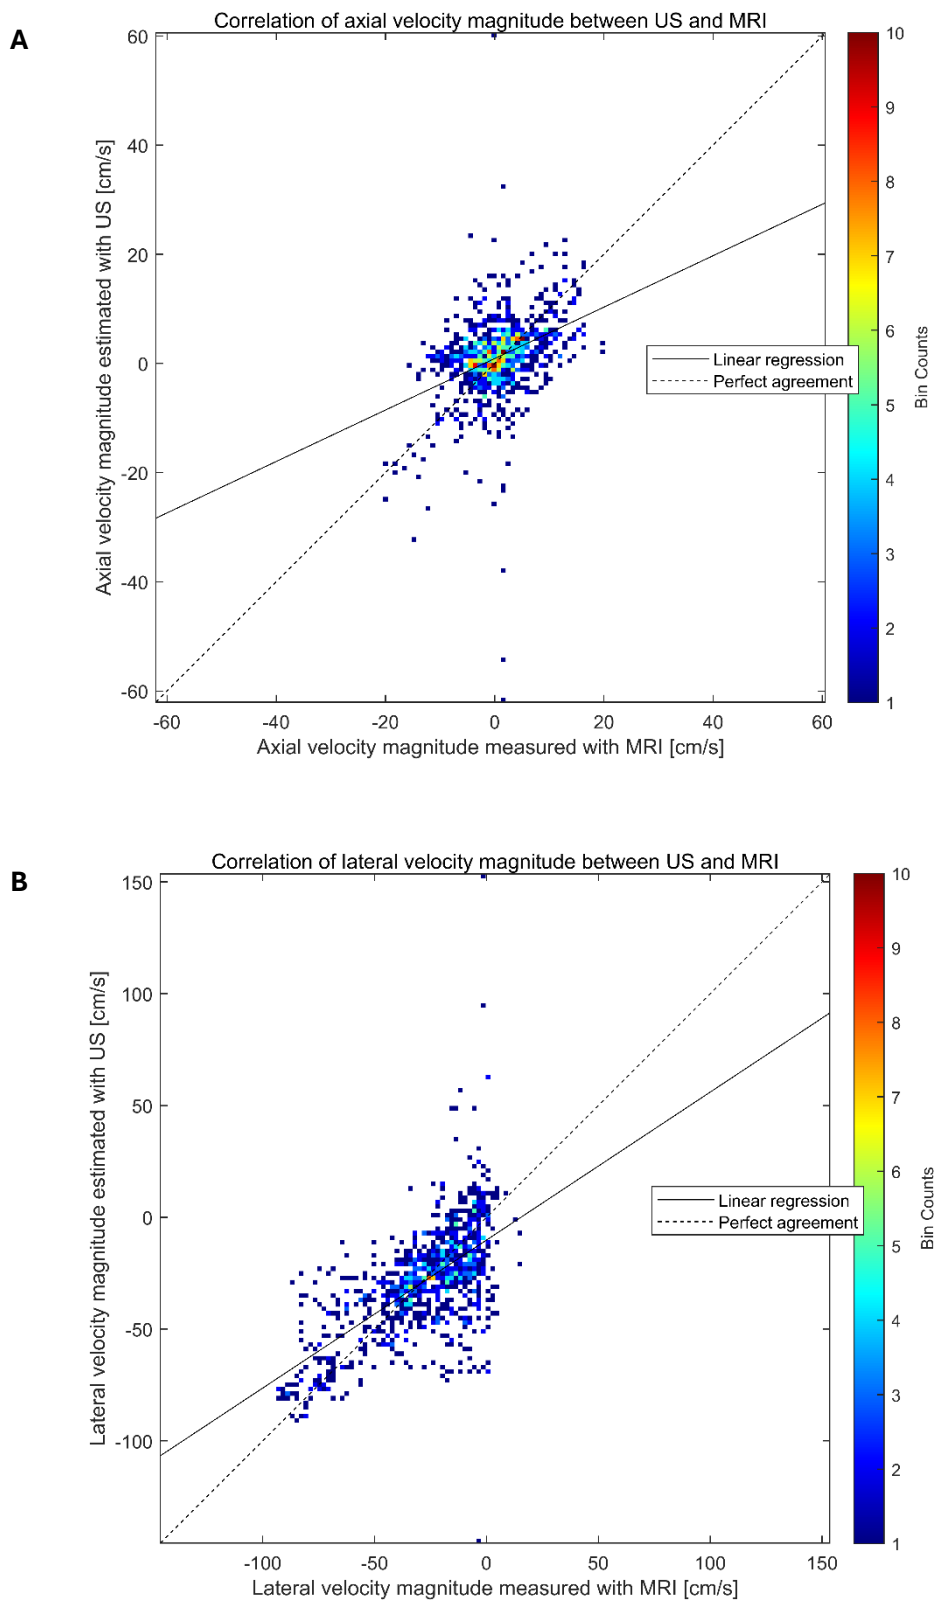 A
Correlation of axial velocity magnitude between US and MRI
60
40
20
0
-20
-40
-60
Axial velocity magnitude estimated with US [cm/s]
-60 -40 -20 0 20 40 60
Axial velocity magnitude measured with MRI [cm/s]
Linear regression
Perfect agreement
10
9
8
7
6
5
4
3
2
1
Bin Counts
B
Correlation of lateral velocity magnitude between US and MRI
150
100
50
0
-50
-100
Lateral velocity magnitude estimated with US [cm/s]
-100 -50 0 50 100 150
Lateral velocity magnitude measured with MRI [cm/s]
Linear regression
Perfect agreement
10
9
8
7
6
5
4
3
2
1
Bin Counts